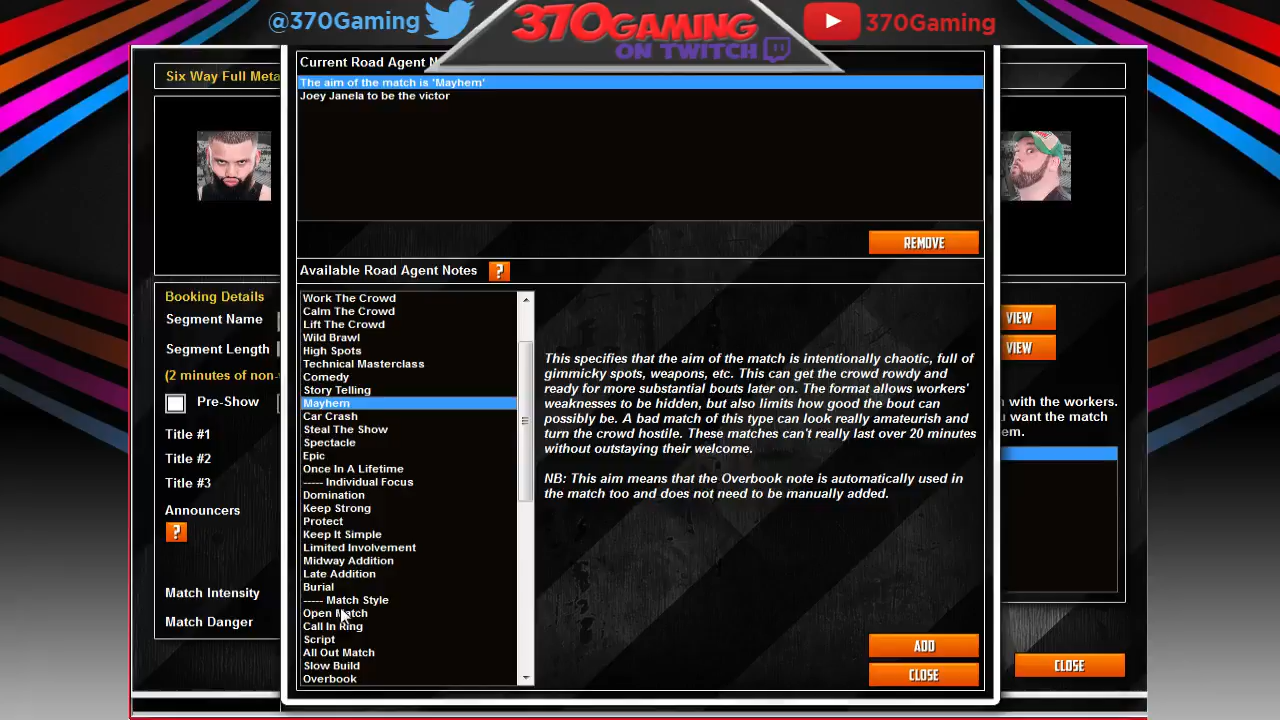 @370Gaming
370GAMING
ON TWITCH
370Gaming
Six Way Full Meta
Current Road Agent N
The aim of the match is 'Mayhem'
Joey Janela to be the victor
REMOVE
Available Road Agent Notes ?
Work The Crowd
Calm The Crowd
Lift The Crowd
Wild Brawl
High Spots
Technical Masterclass
Comedy
Story Telling
Mayhem
Car Crash
Steal The Show
Spectacle
Epic
Once In A Lifetime
----- Individual Focus
Domination
Keep Strong
Protect
Keep It Simple
Limited Involvement
Midway Addition
Late Addition
Burial
----- Match Style
Open Match
Call In Ring
Script
All Out Match
Slow Build
Overbook
This specifies that the aim of the match is intentionally chaotic, full of
gimmicky spots, weapons, etc. This can get the crowd rowdy and
ready for more substantial bouts later on. The format allows workers'
weaknesses to be hidden, but also limits how good the bout can
possibly be. A bad match of this type can look really amateurish and
turn the crowd hostile. These matches can't really last over 20 minutes
without outstaying their welcome.
NB: This aim means that the Overbook note is automatically used in
the match too and does not need to be manually added.
ADD
CLOSE
Booking Details
Segment Name
Segment Length
(2 minutes of non-
Pre-Show
Title #1
Title #2
Title #3
Announcers
?
Match Intensity
Match Danger
VIEW
VIEW
n with the workers.
u want the match
em.
CLOSE